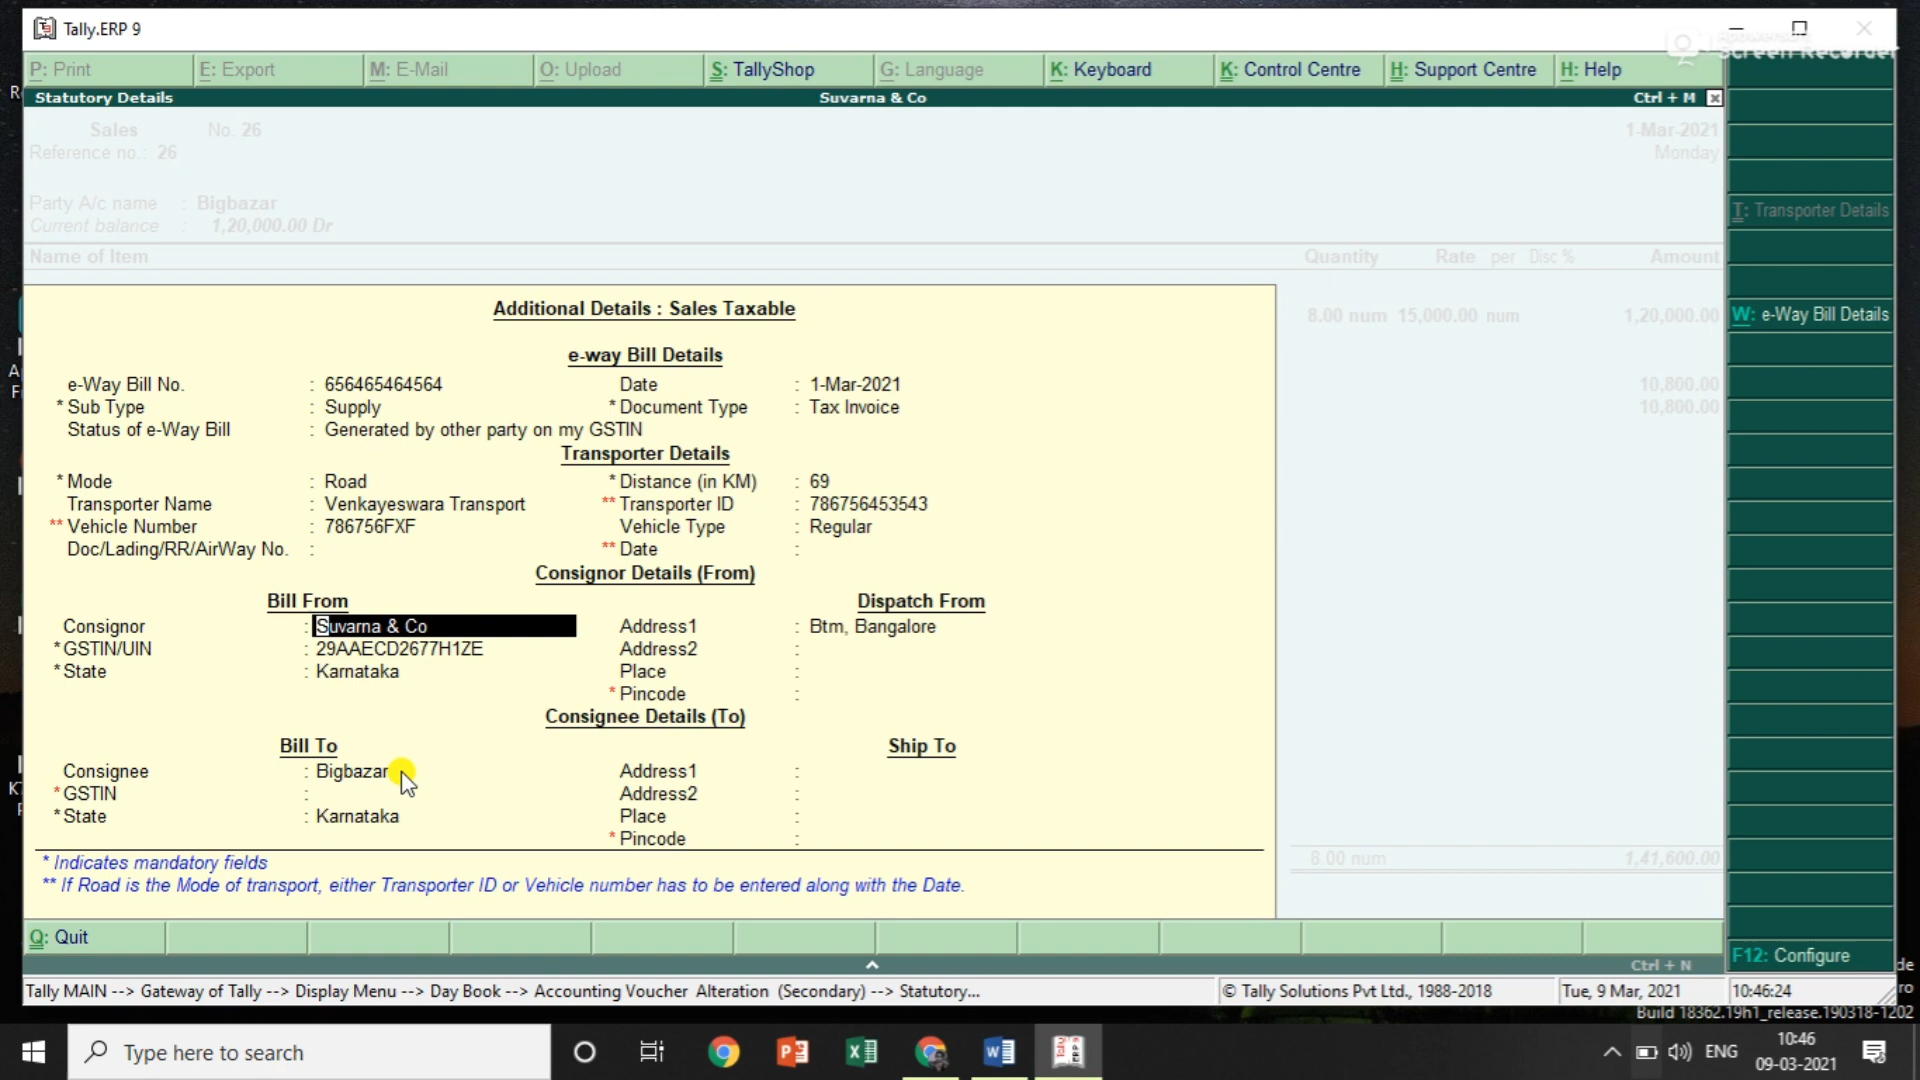 Tally.ERP 9
Screen Recorder
P: Print E: Export M: E-Mail O: Upload S: TallyShop G: Language K: Keyboard K: Control Centre H: Support Centre H: Help
Statutory Details Suvarna & Co Ctrl + M
Sales No. 26 1-Mar-2021
Reference no.: 26 Monday
Party A/c name : Bigbazar
Current balance : 1,20,000.00 Dr
T: Transporter Details
Name of Item Quantity Rate per Disc % Amount
Additional Details : Sales Taxable
8.00 num 15,000.00 num 1,20,000.00
W: e-Way Bill Details
e-way Bill Details
e-Way Bill No. : 656465464564 Date : 1-Mar-2021 10,800.00
* Sub Type : Supply * Document Type : Tax Invoice 10,800.00
Status of e-Way Bill : Generated by other party on my GSTIN
Transporter Details
* Mode : Road * Distance (in KM) : 69
Transporter Name : Venkayeswara Transport ** Transporter ID : 786756453543
** Vehicle Number : 786756FXF Vehicle Type : Regular
Doc/Lading/RR/AirWay No. : ** Date :
Consignor Details (From)
Bill From Dispatch From
Consignor : Suvarna & Co Address1 : Btm, Bangalore
* GSTIN/UIN : 29AAECD2677H1ZE Address2 :
* State : Karnataka Place :
* Pincode :
Consignee Details (To)
Bill To Ship To
Consignee : Bigbazar Address1 :
* GSTIN : Address2 :
* State : Karnataka Place :
* Pincode :
* Indicates mandatory fields 8.00 num 1,41,600.00
** If Road is the Mode of transport, either Transporter ID or Vehicle number has to be entered along with the Date.
Q: Quit
F12: Configure
Ctrl + N
Tally MAIN --> Gateway of Tally --> Display Menu --> Day Book --> Accounting Voucher Alteration (Secondary) --> Statutory... © Tally Solutions Pvt Ltd., 1988-2018 Tue, 9 Mar, 2021 10:46:24
Build 18362.19h1_release.190318-1202
Type here to search
ENG
10:46
09-03-2021